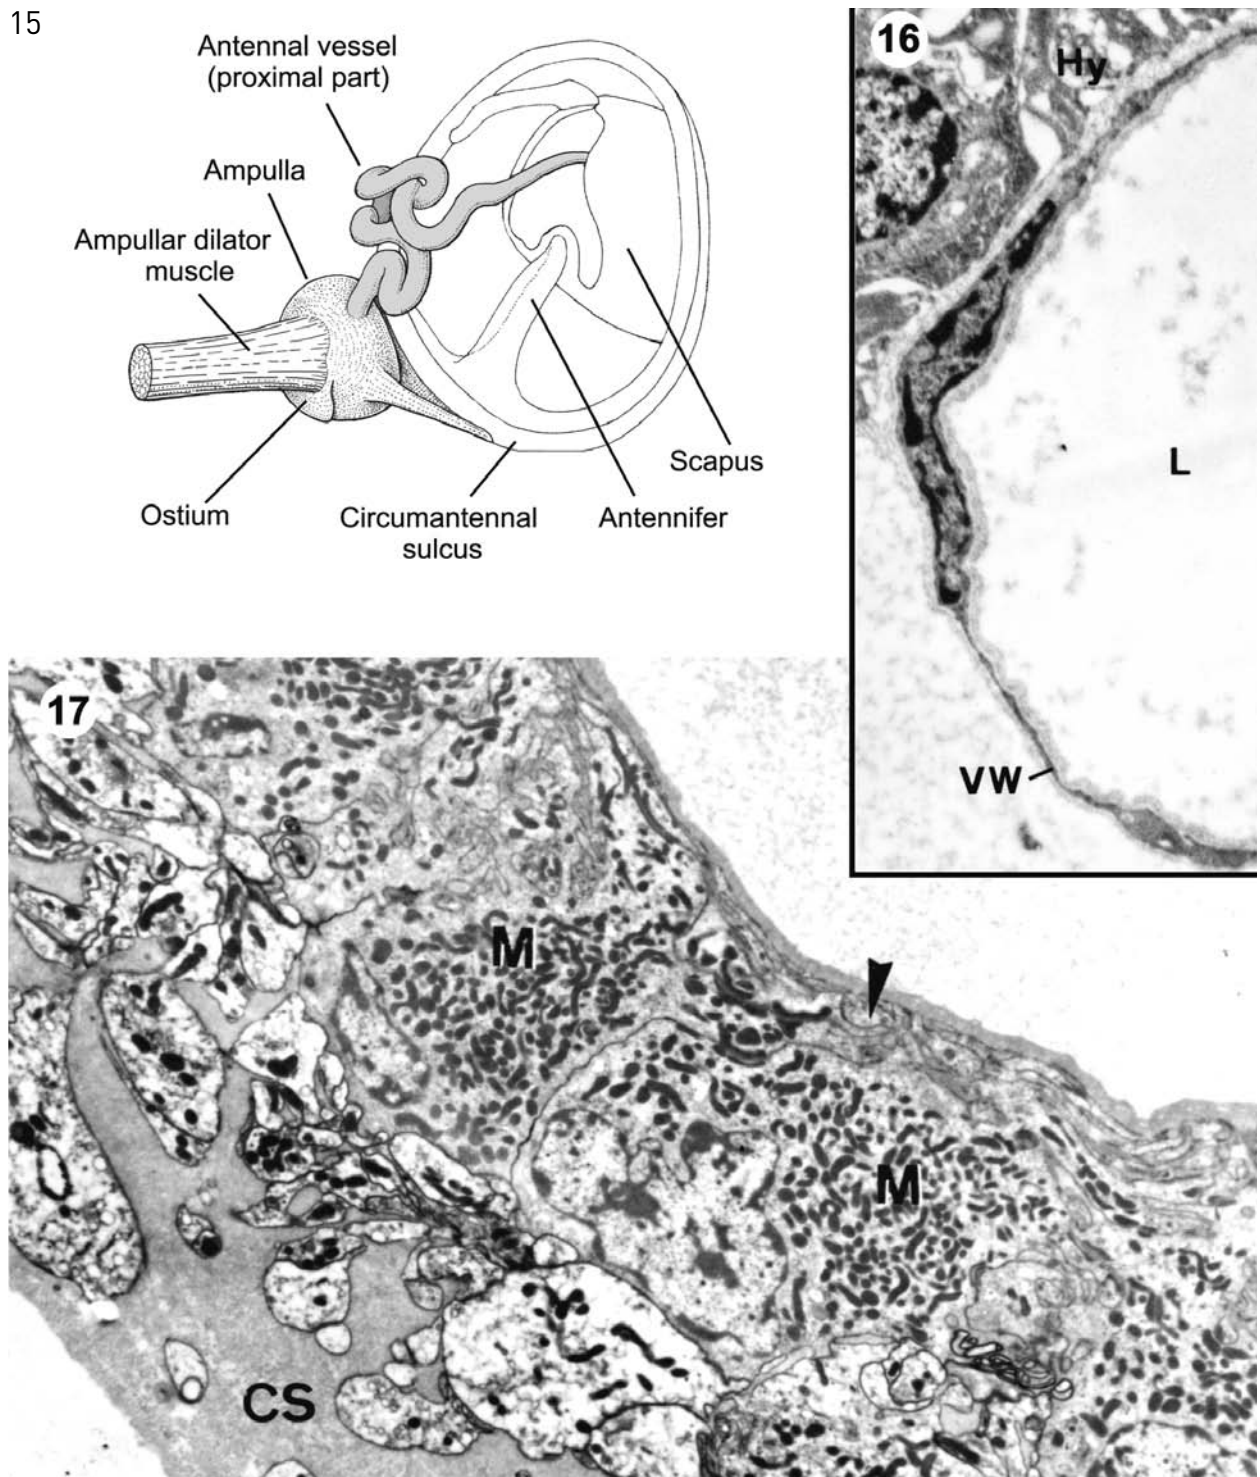 15
Antennal vessel
(proximal part)
Ampulla
Ampullar dilator
muscle
Ostium
Circumantennal
sulcus
Antennifer
Scapus
16
Hy
L
VW
17
M
M
CS